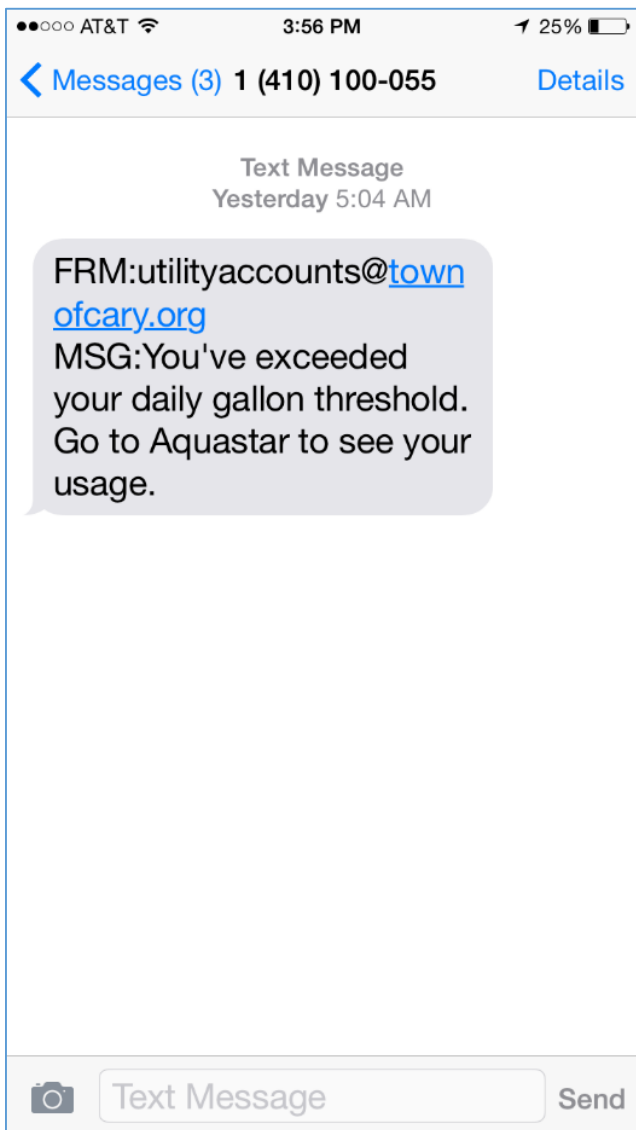 AT&T 3:56 PM 25%
Messages (3) 1 (410) 100-055 Details
Text Message
Yesterday 5:04 AM
FRM:utilityaccounts@town
ofcary.org
MSG:You've exceeded
your daily gallon threshold.
Go to Aquastar to see your
usage.
Text Message Send